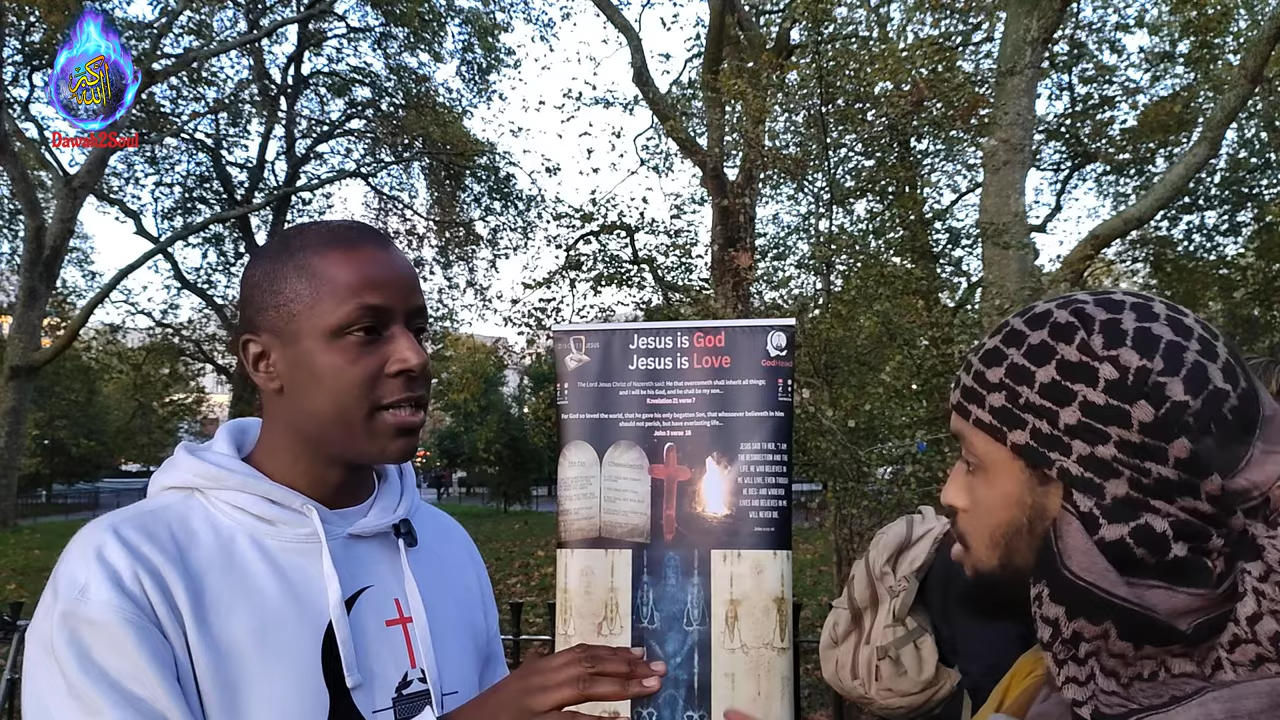 الله اكبر
Dawah2Soul
Jesus is God
Jesus is Love
JESUS
GodHead
The Lord Jesus Christ of Nazereth said: He that overcometh shall inherit all things;
and I will be his God, and he shall be my son...
Revelation 21 verse 7
For God so loved the world, that he gave his only begotten Son, that whosoever believeth in him
should not perish, but have everlasting life...
John 3 verse 16
JESUS SAID TO HER, "I AM
THE RESURRECTION AND THE
LIFE. HE WHO BELIEVES IN
ME WILL LIVE, EVEN THOUGH
HE DIES; AND WHOEVER
LIVES AND BELIEVES IN ME
WILL NEVER DIE.